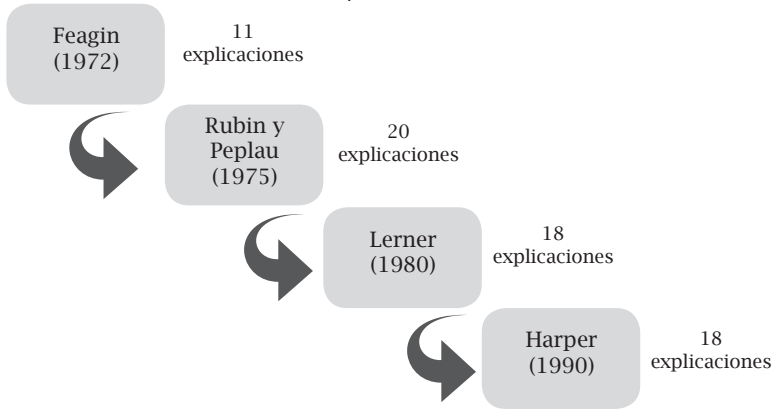 Feagin
(1972)
11
explicaciones
Rubin y
Peplau
(1975)
20
explicaciones
Lerner
(1980)
18
explicaciones
Harper
(1990)
18
explicaciones